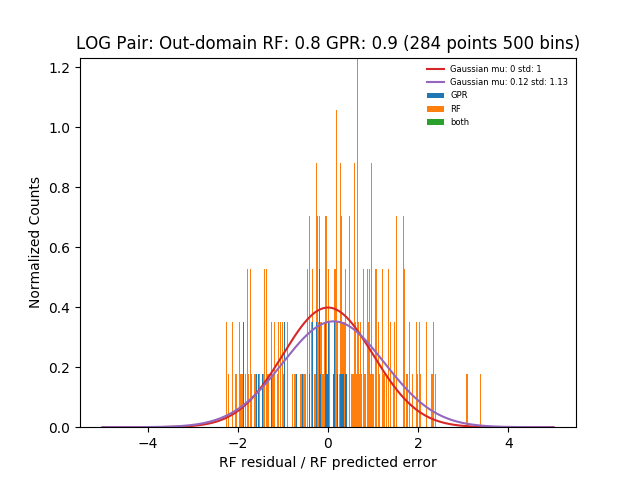 LOG Pair: Out-domain RF: 0.8 GPR: 0.9 (284 points 500 bins)
Gaussian mu: 0 std: 1
Gaussian mu: 0.12 std: 1.13
GPR
RF
both
Normalized Counts
1.2
1.0
0.8
0.6
0.4
0.2
0.0
−4 −2 0 2 4
RF residual / RF predicted error